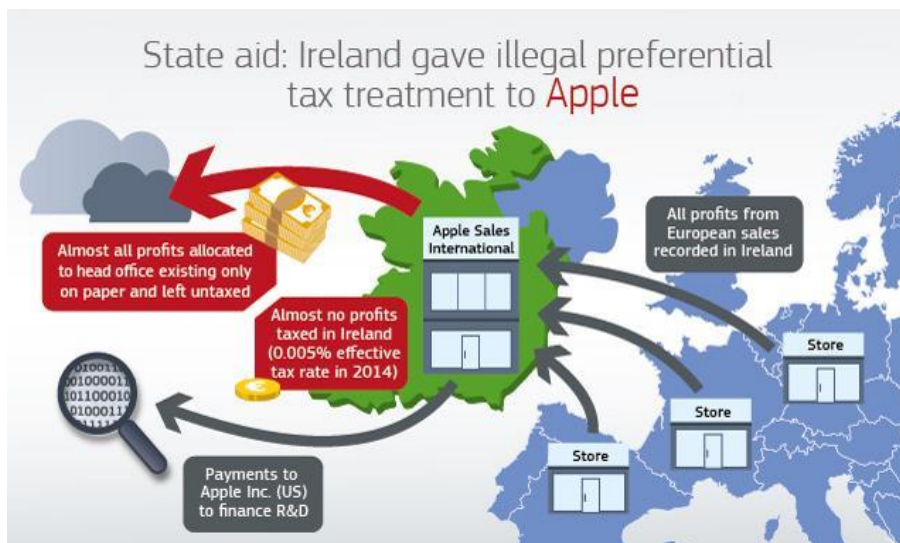 State aid: Ireland gave illegal preferential
tax treatment to Apple
Almost all profits allocated
to head office existing only
on paper and left untaxed
Apple Sales
International
All profits from
European sales
recorded in Ireland
Almost no profits
taxed in Ireland
(0.005% effective
tax rate in 2014)
Store
Store
Store
Payments to
Apple Inc. (US)
to finance R&D
€
€
01000011
1011100010